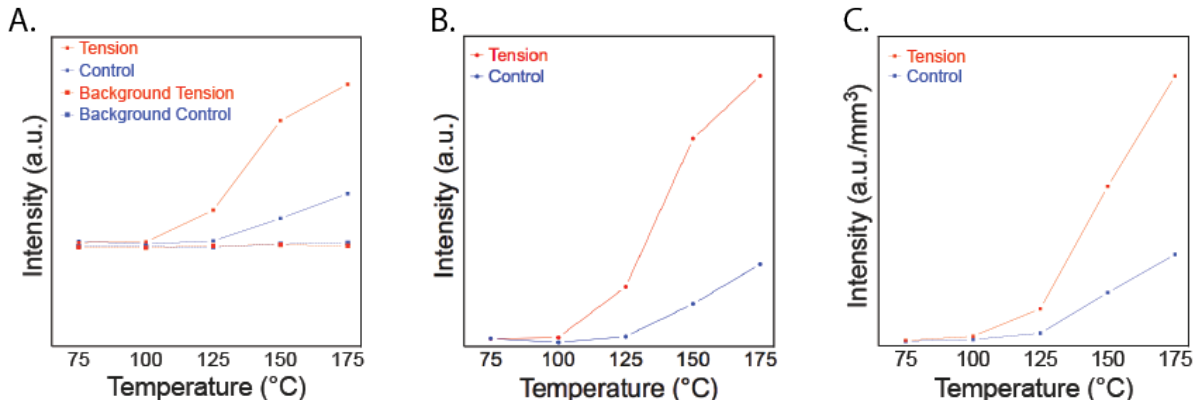 A.
Tension
Control
Background Tension
Background Control
Intensity (a.u.)
75 100 125 150 175
Temperature (°C)
B.
Tension
Control
Intensity (a.u.)
75 100 125 150 175
Temperature (°C)
C.
Tension
Control
Intensity (a.u./mm³)
75 100 125 150 175
Temperature (°C)